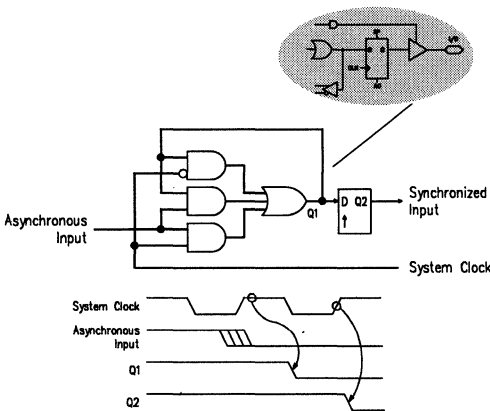 I/O
Q1
D Q2
Synchronized
Input
Asynchronous
Input
System Clock
System Clock
Asynchronous
Input
Q1
Q2